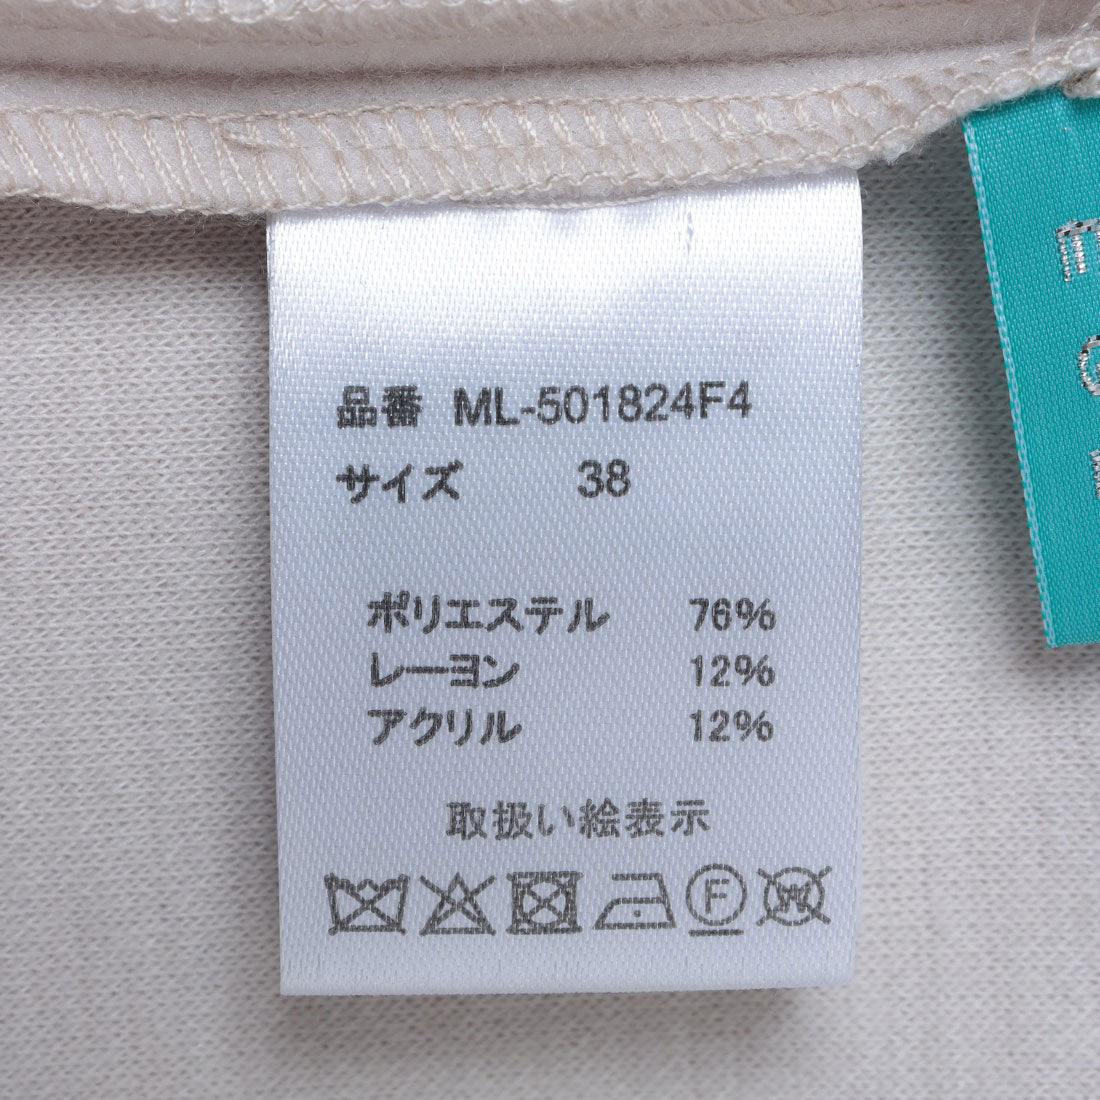 品番 ML-501824F4
サイズ 38
ポリエステル 76%
レーヨン 12%
アクリル 12%
取扱い絵表示
F W